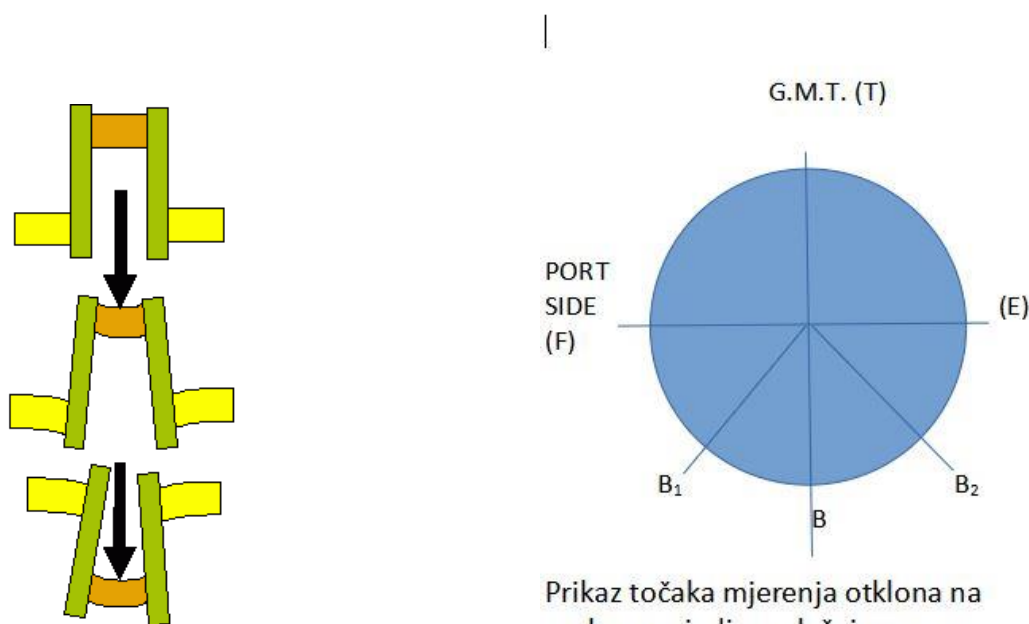 G.M.T. (T)
PORT
SIDE
(F)
(E)
B₁
B₂
B
Prikaz točaka mjerenja otklona na